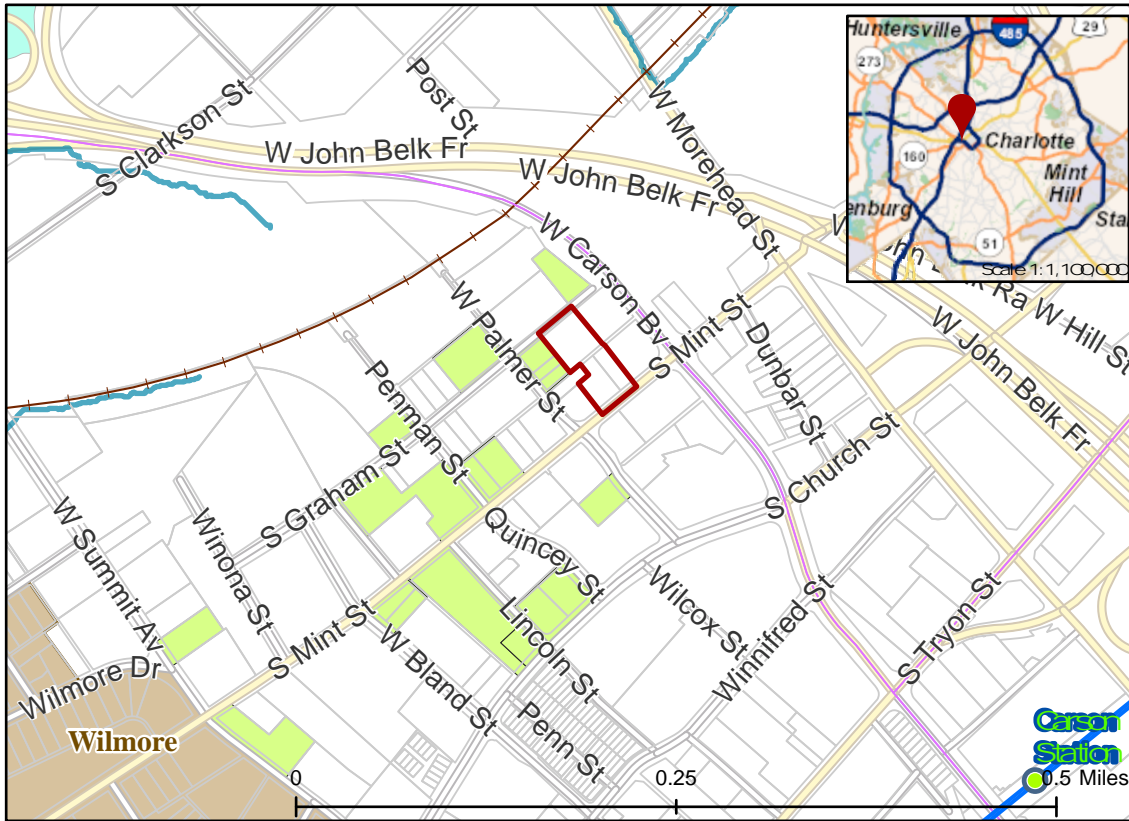 Post St
S Clarkson St
W John Belk Fr
W John Belk Fr
W Morehead St
W Carson Bv
W Palmer St
S Mint St
Dunbar St
W Hill St
W John Belk Fr
Penman St
S Graham St
S Church St
Quincey St
Winona St
W Summit Av
Wilcox St
Winnifred St
S Tryon St
Lincoln St
S Mint St
W Bland St
Wilmore Dr
Penn St
Wilmore
Carson
Station
0
0.25
0.5 Miles
Huntersville
485
29
273
Charlotte
160
Mint
Hill
enburg
Sta
51
Scale 1:1,100,000